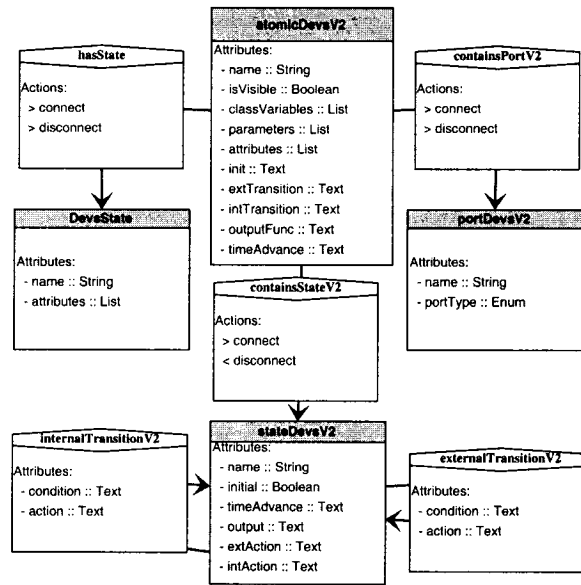 atomicDevsV2
Attributes:
- name :: String
- isVisible :: Boolean
- classVariables :: List
- parameters :: List
- attributes :: List
- init :: Text
- extTransition :: Text
- intTransition :: Text
- outputFunc :: Text
- timeAdvance :: Text
hasState
Actions:
> connect
> disconnect
containsPortV2
Actions:
> connect
> disconnect
DevsState
Attributes:
- name :: String
- attributes :: List
portDevsV2
Attributes:
- name :: String
- portType :: Enum
containsStateV2
Actions:
> connect
< disconnect
internalTransitionV2
Attributes:
- condition :: Text
- action :: Text
stateDevsV2
Attributes:
- name :: String
- initial :: Boolean
- timeAdvance :: Text
- output :: Text
- extAction :: Text
- intAction :: Text
externalTransitionV2
Attributes:
- condition :: Text
- action :: Text